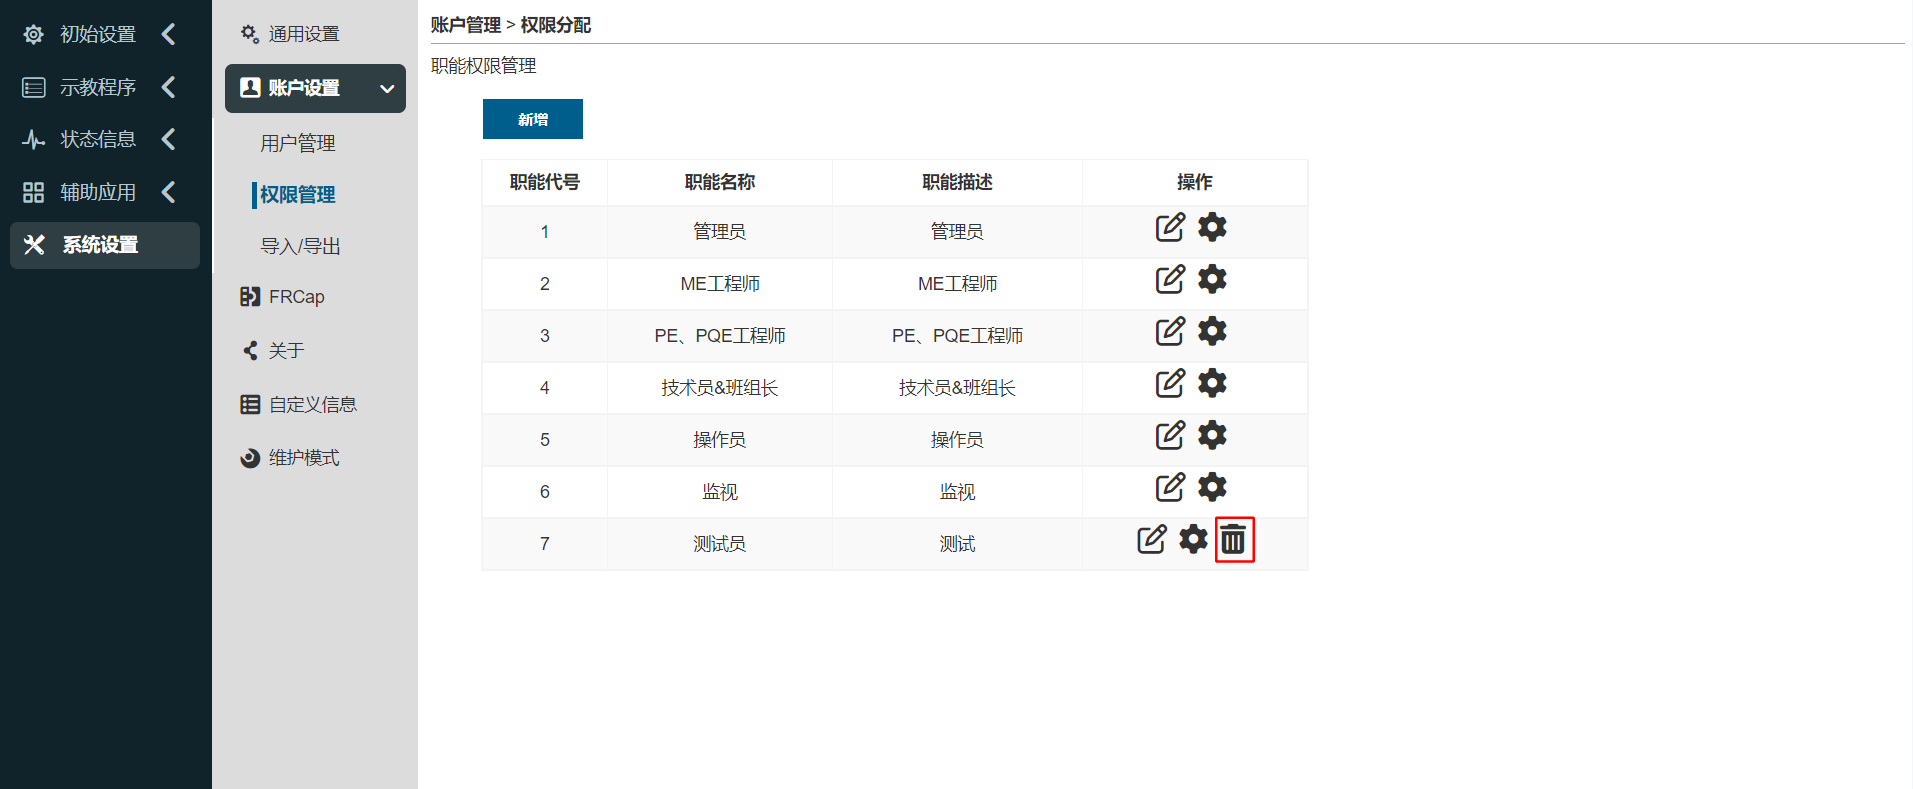 初始设置
示教程序
状态信息
辅助应用
系统设置
通用设置
账户设置
用户管理
权限管理
导入/导出
FRCap
关于
自定义信息
维护模式
账户管理 > 权限分配
职能权限管理
新增
职能代号 职能名称 职能描述 操作
1 管理员 管理员
2 ME工程师 ME工程师
3 PE、PQE工程师 PE、PQE工程师
4 技术员&班组长 技术员&班组长
5 操作员 操作员
6 监视 监视
7 测试员 测试